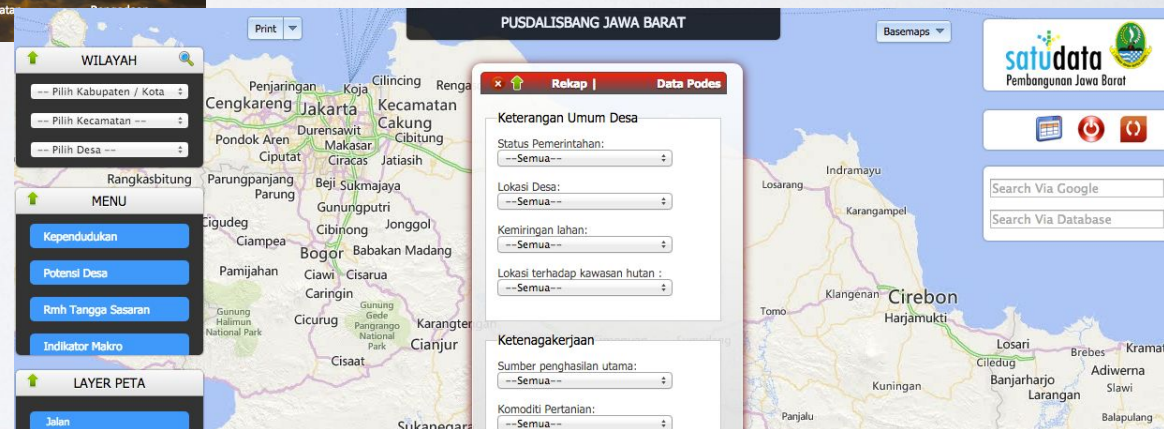 PUSDALISBANG JAWA BARAT
Print
Basemaps
WILAYAH
-- Pilih Kabupaten / Kota
-- Pilih Kecamatan --
-- Pilih Desa --
MENU
Kependudukan
Potensi Desa
Rmh Tangga Sasaran
Indikator Makro
LAYER PETA
Jalan
Rekap | Data Podes
Keterangan Umum Desa
Status Pemerintahan:
--Semua--
Lokasi Desa:
--Semua--
Kemiringan lahan:
--Semua--
Lokasi terhadap kawasan hutan :
--Semua--
Ketenagakerjaan
Sumber penghasilan utama:
--Semua--
Komoditi Pertanian:
--Semua--
satudata
Pembangunan Jawa Barat
Search Via Google
Search Via Database
Penjaringan
Koja
Cilincing
Renga
Cengkareng
Jakarta
Kecamatan
Cakung
Durensawit
Pondok Aren
Makasar
Cibitung
Ciputat
Ciracas
Jatiasih
Rangkasbitung
Parungpanjang
Beji
Sukmajaya
Parung
Gunungputri
Cigudeg
Cibinong
Jonggol
Ciampea
Bogor
Babakan Madang
Pamijahan
Ciawi
Cisarua
Caringin
Gunung
Halimun
National Park
Cicurug
Gunung
Gede
Pangrango
National
Park
Karangten
Cianjur
Cisaat
Sukanegara
Losarang
Indramayu
Karangampel
Klangenan
Cirebon
Tomo
Harjamukti
Losari
Brebes
Kramat
Ciledug
Adiwerna
Banjarharjo
Slawi
Larangan
Kuningan
Panjalu
Balapulang